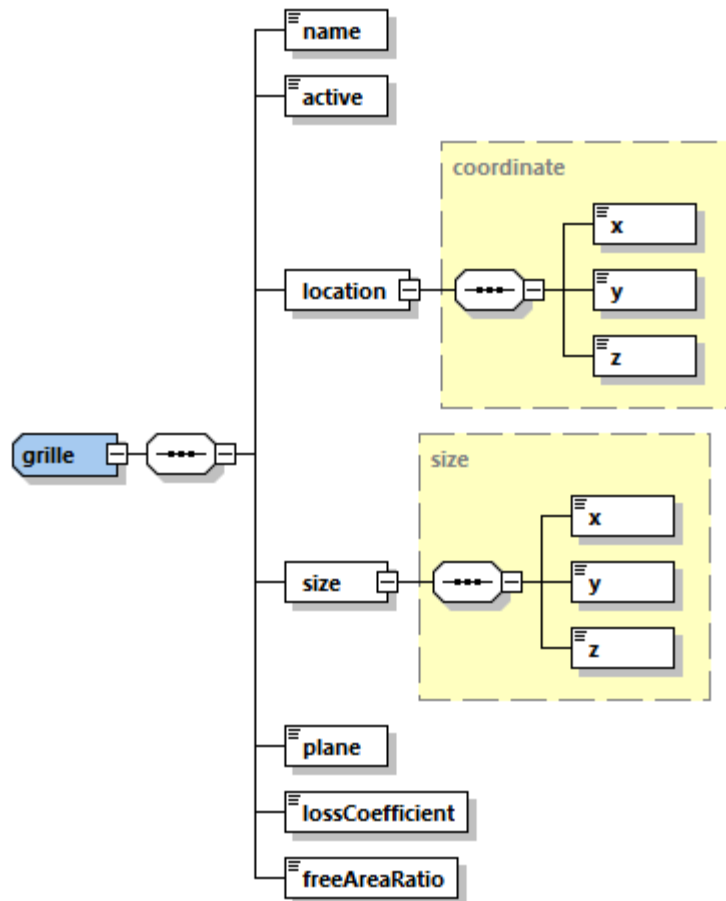 name
active
coordinate
x
location
y
z
grille
size
x
size
y
z
plane
lossCoefficient
freeAreaRatio